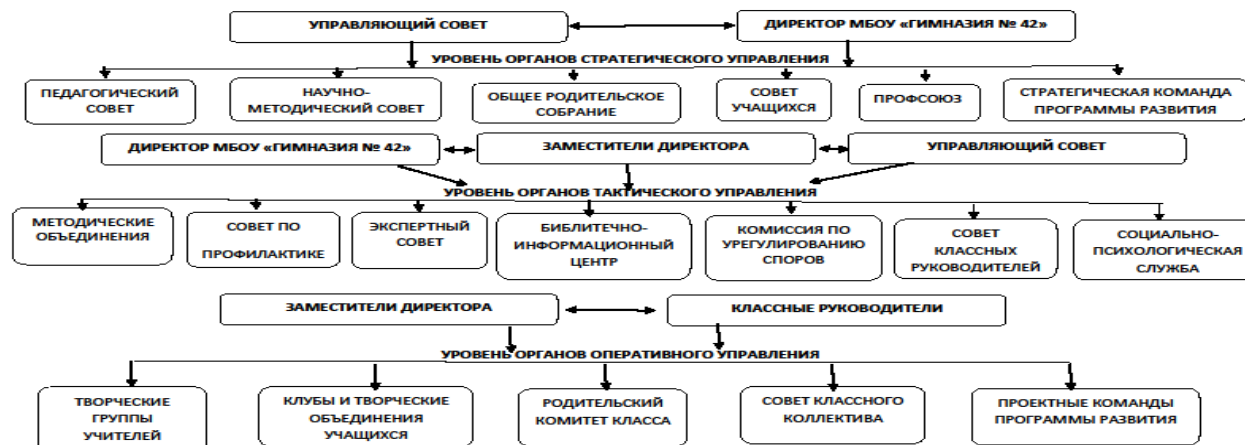 УПРАВЛЯЮЩИЙ СОВЕТ
ДИРЕКТОР МБОУ «ГИМНАЗИЯ № 42»
УРОВЕНЬ ОРГАНОВ СТРАТЕГИЧЕСКОГО УПРАВЛЕНИЯ
ПЕДАГОГИЧЕСКИЙ
СОВЕТ
НАУЧНО-
МЕТОДИЧЕСКИЙ СОВЕТ
ОБЩЕЕ РОДИТЕЛЬСКОЕ
СОБРАНИЕ
СОВЕТ
УЧАЩИХСЯ
ПРОФСОЮЗ
СТРАТЕГИЧЕСКАЯ КОМАНДА
ПРОГРАММЫ РАЗВИТИЯ
ДИРЕКТОР МБОУ «ГИМНАЗИЯ № 42»
ЗАМЕСТИТЕЛИ ДИРЕКТОРА
УПРАВЛЯЮЩИЙ СОВЕТ
УРОВЕНЬ ОРГАНОВ ТАКТИЧЕСКОГО УПРАВЛЕНИЯ
МЕТОДИЧЕСКИЕ
ОБЪЕДИНЕНИЯ
СОВЕТ ПО
ПРОФИЛАКТИКЕ
ЭКСПЕРТНЫЙ
СОВЕТ
БИБЛИТЕЧНО-
ИНФОРМАЦИОННЫЙ
ЦЕНТР
КОМИССИЯ ПО
УРЕГУЛИРОВАНИЮ
СПОРОВ
СОВЕТ
КЛАССНЫХ
РУКОВОДИТЕЛЕЙ
СОЦИАЛЬНО-
ПСИХОЛОГИЧЕСКАЯ
СЛУЖБА
ЗАМЕСТИТЕЛИ ДИРЕКТОРА
КЛАССНЫЕ РУКОВОДИТЕЛИ
УРОВЕНЬ ОРГАНОВ ОПЕРАТИВНОГО УПРАВЛЕНИЯ
ТВОРЧЕСКИЕ
ГРУППЫ
УЧИТЕЛЕЙ
КЛУБЫ И ТВОРЧЕСКИЕ
ОБЪЕДИНЕНИЯ
УЧАЩИХСЯ
РОДИТЕЛЬСКИЙ
КОМИТЕТ КЛАССА
СОВЕТ КЛАССНОГО
КОЛЛЕКТИВА
ПРОЕКТНЫЕ КОМАНДЫ
ПРОГРАММЫ РАЗВИТИЯ